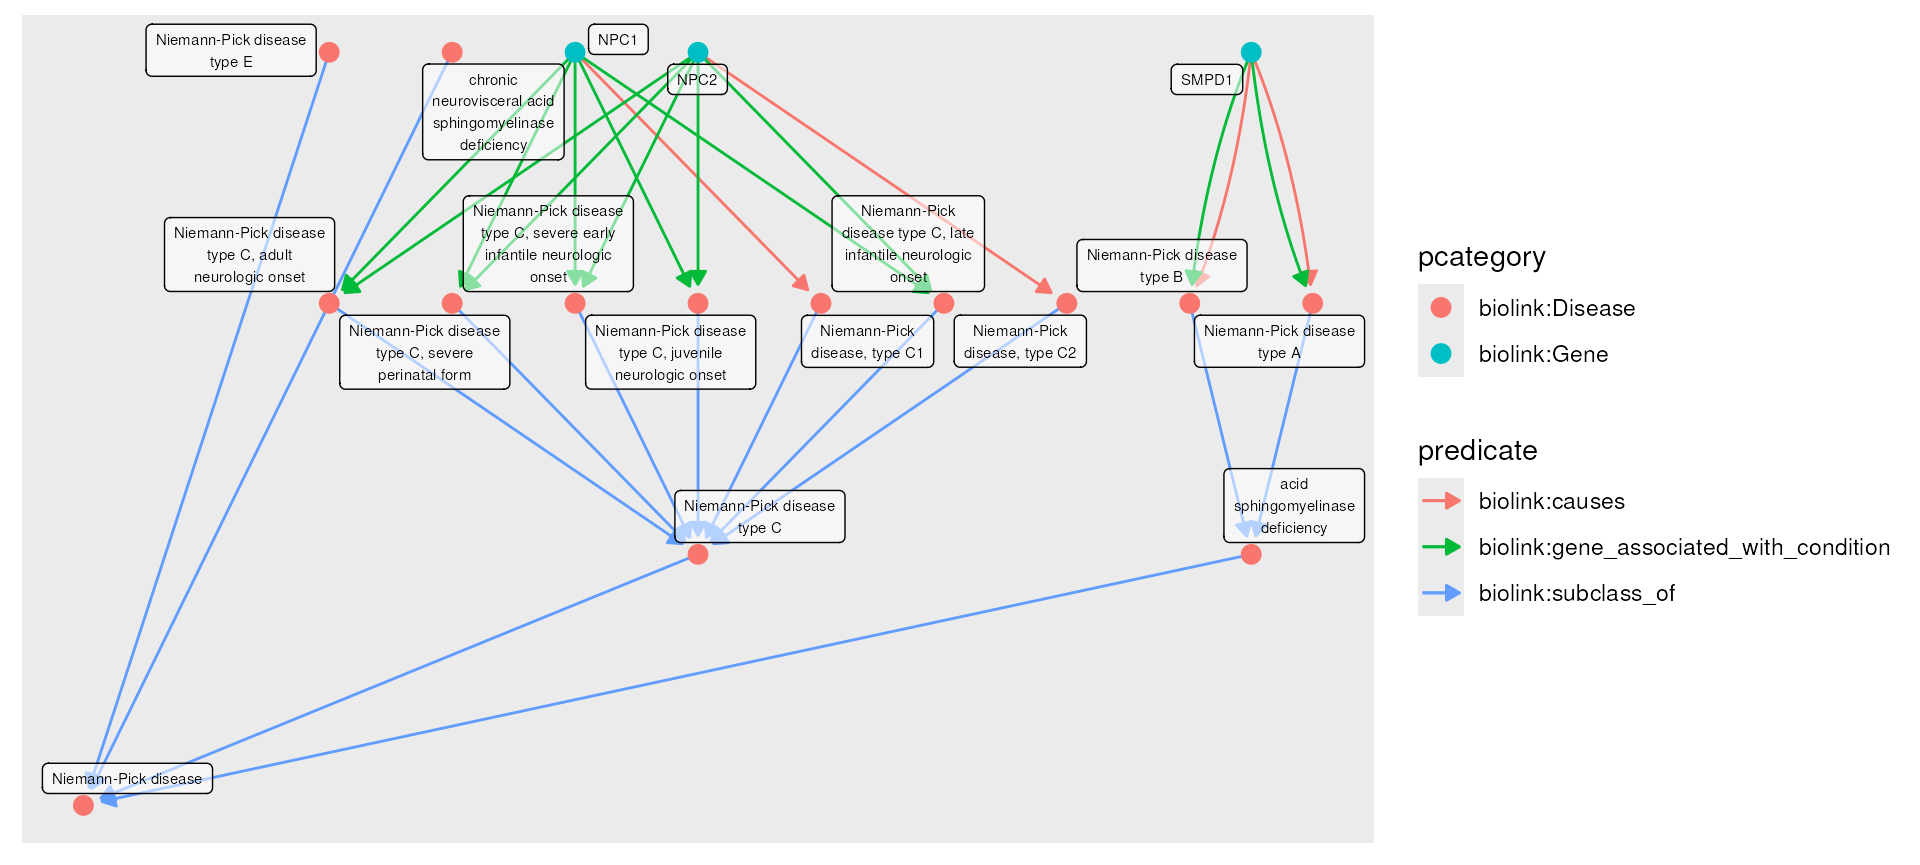 Niemann-Pick disease
type E
NPC1
chronic
neurovisceral acid
sphingomyelinase
deficiency
NPC2
SMPD1
Niemann-Pick disease
type C, adult
neurologic onset
Niemann-Pick disease
type C, severe early
infantile neurologic
onset
Niemann-Pick
disease type C, late
infantile neurologic
onset
Niemann-Pick disease
type B
Niemann-Pick disease
type C, severe
perinatal form
Niemann-Pick disease
type C, juvenile
neurologic onset
Niemann-Pick
disease, type C1
Niemann-Pick
disease, type C2
Niemann-Pick disease
type A
Niemann-Pick disease
type C
acid
sphingomyelinase
deficiency
Niemann-Pick disease
pcategory
biolink:Disease
biolink:Gene
predicate
biolink:causes
biolink:gene_associated_with_condition
biolink:subclass_of